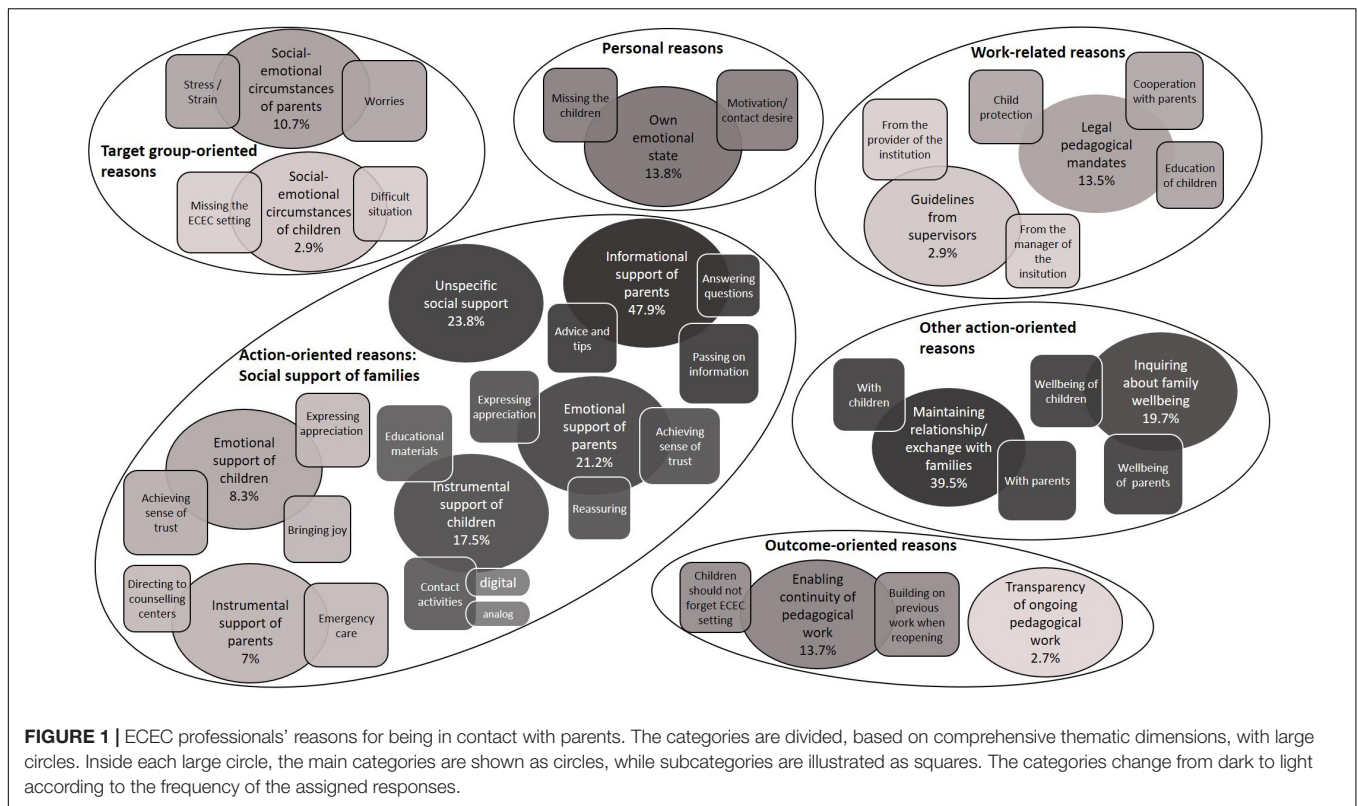 Social-
emotional
circumstances
of parents
10.7%
Stress /
Strain
Worries
Target group-oriented
reasons
Missing the
ECEC setting
Social-
emotional
circumstances
of children
2.9%
Difficult
situation
Personal reasons
Missing the
children
Motivation/
contact desire
Own
emotional
state
13.8%
Work-related reasons
Child
protection
Cooperation
with parents
From the
provider of the
institution
Legal
pedagogical
mandates
13.5%
Education of
children
Guidelines
from
supervisors
2.9%
From the
manager of
the
insitution
Action-oriented reasons:
Social support of families
Unspecific
social support
23.8%
Informational
support of
parents
47.9%
Answering
questions
Advice and
tips
Passing on
information
Expressing
appreciation
Emotional
support of
parents
21.2%
Achieving
sense of
trust
Reassuring
Educational
materials
Instrumental
support of
children
17.5%
Contact
activities
digital
analog
Expressing
appreciation
Emotional
support of
children
8.3%
Achieving
sense of
trust
Bringing joy
Directing to
counselling
centers
Instrumental
support of
parents
7%
Emergency
care
Other action-oriented
reasons
With
children
Maintaining
relationship/
exchange with
families
39.5%
With parents
Wellbeing of
children
Inquiring
about family
wellbeing
19.7%
Wellbeing
of parents
Outcome-oriented reasons
Children
should not
forget ECEC
setting
Enabling
continuity of
pedagogical
work
13.7%
Building on
previous
work when
reopening
Transparency
of ongoing
pedagogical
work
2.7%
FIGURE 1 | ECEC professionals’ reasons for being in contact with parents. The categories are divided, based on comprehensive thematic dimensions, with large
circles. Inside each large circle, the main categories are shown as circles, while subcategories are illustrated as squares. The categories change from dark to light
according to the frequency of the assigned responses.